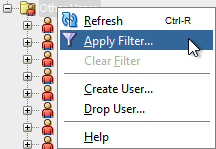 Other Users
Refresh Ctrl-R
Apply Filter...
Clear Filter
Create User...
Drop User...
Help